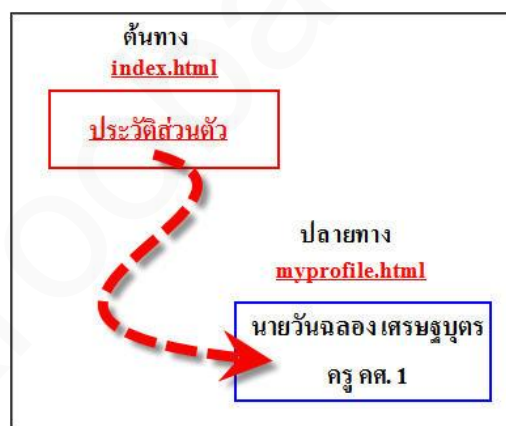 ต้นทาง
index.html
ประวัติส่วนตัว
ปลายทาง
myprofile.html
นายวันฉลอง เศรษฐบุตร
ครู คศ. 1